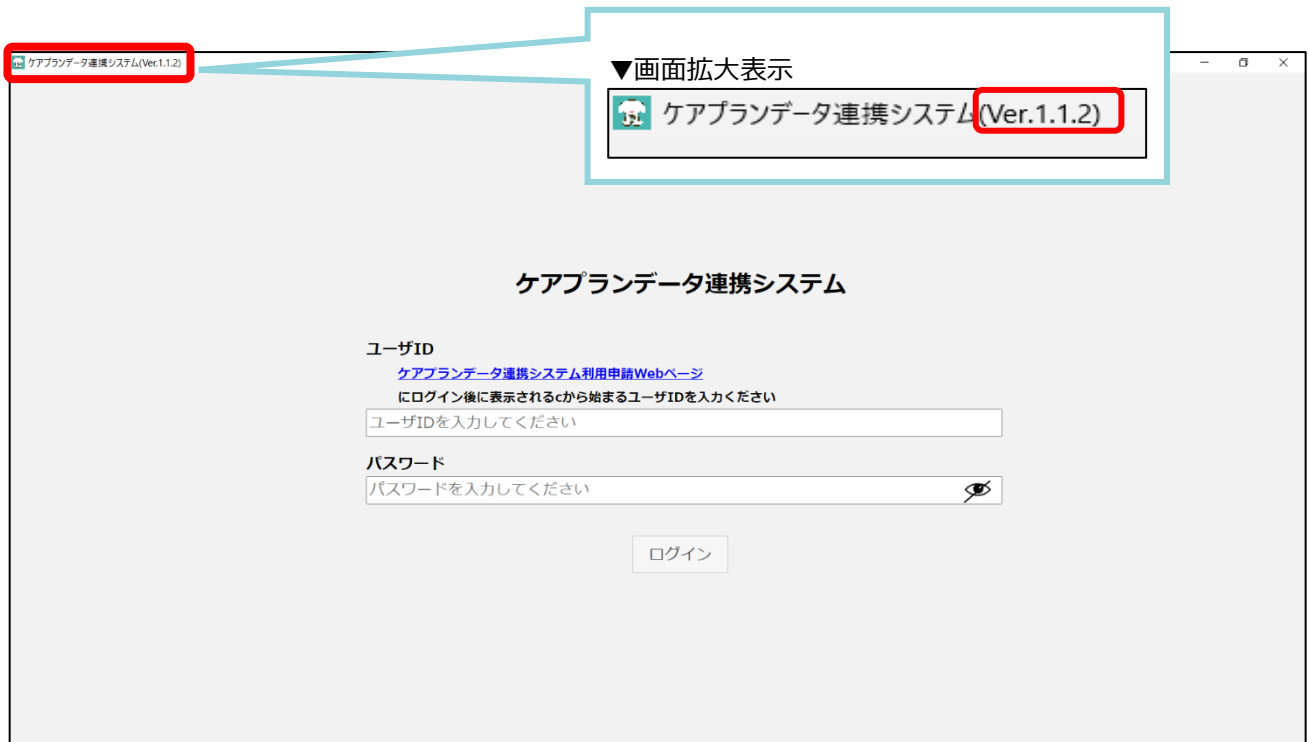 ケアプランデータ連携システム(Ver.1.1.2)
▼画面拡大表示
ケアプランデータ連携システム(Ver.1.1.2)
ケアプランデータ連携システム
ユーザID
ケアプランデータ連携システム利用申請Webページ
にログイン後に表示されるcから始まるユーザIDを入力ください
ユーザIDを入力してください
パスワード
パスワードを入力してください
ログイン